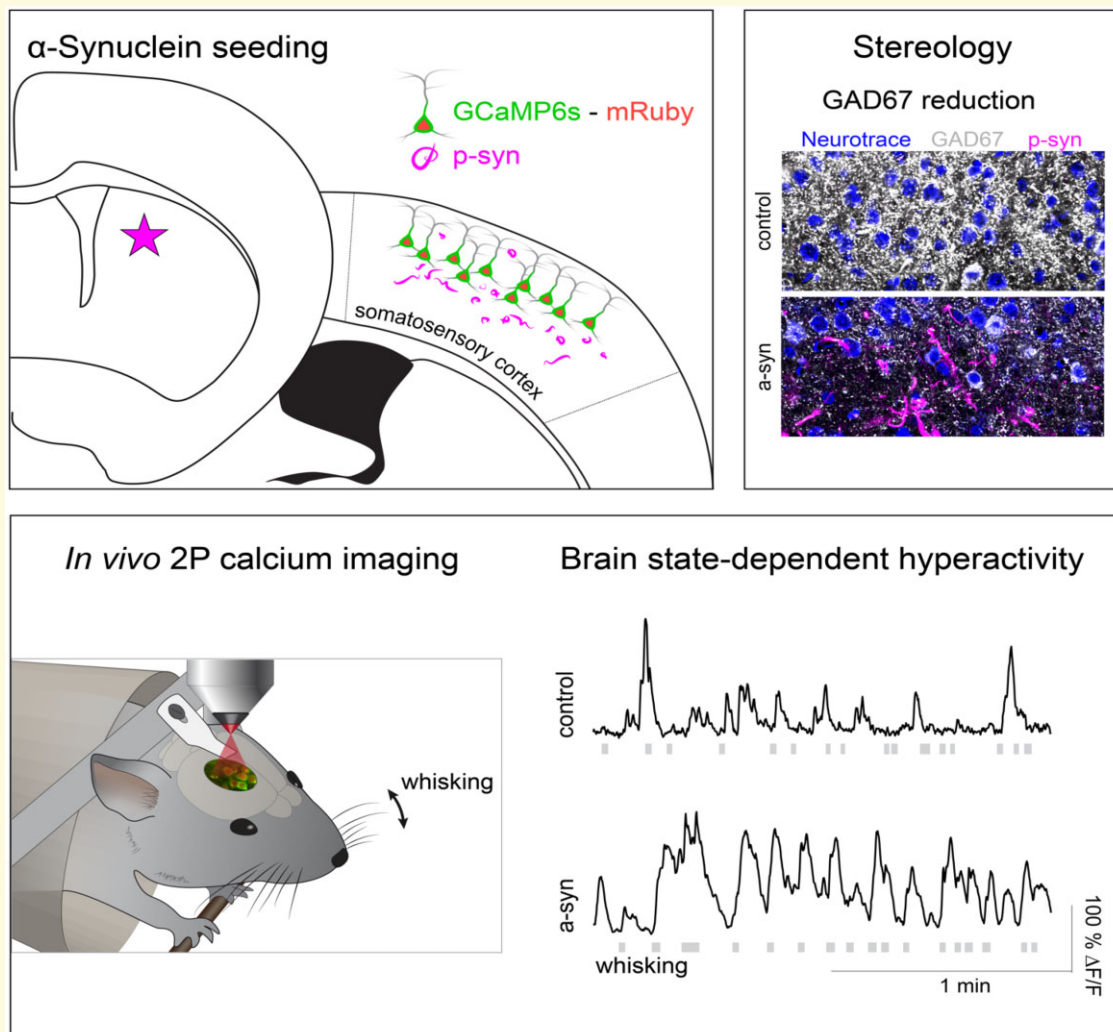 α-Synuclein seeding
GCaMP6s - mRuby
p-syn
somatosensory cortex
Stereology
GAD67 reduction
Neurotrace GAD67 p-syn
control
a-syn
In vivo 2P calcium imaging
whisking
Brain state-dependent hyperactivity
control
a-syn
whisking
1 min
100 % ΔF/F